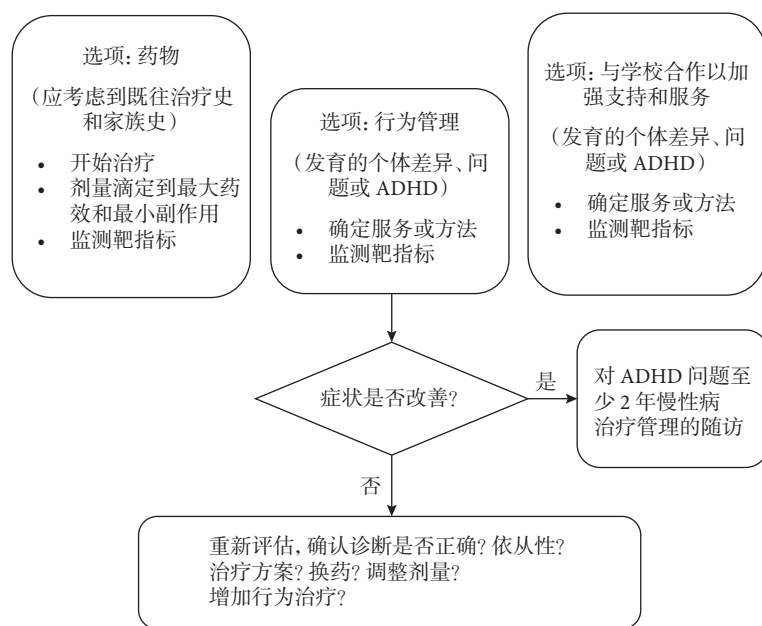 选项: 药物
(应考虑到既往治疗史
和家族史)
• 开始治疗
• 剂量滴定到最大药
效和最小副作用
• 监测靶指标
选项: 行为管理
(发育的个体差异、问
题或 ADHD)
• 确定服务或方法
• 监测靶指标
选项: 与学校合作以加
强支持和服务
(发育的个体差异、问
题或 ADHD)
• 确定服务或方法
• 监测靶指标
症状是否改善?
是
对 ADHD 问题至
少 2 年慢性病
治疗管理的随访
否
重新评估, 确认诊断是否正确? 依从性?
治疗方案? 换药? 调整剂量?
增加行为治疗?